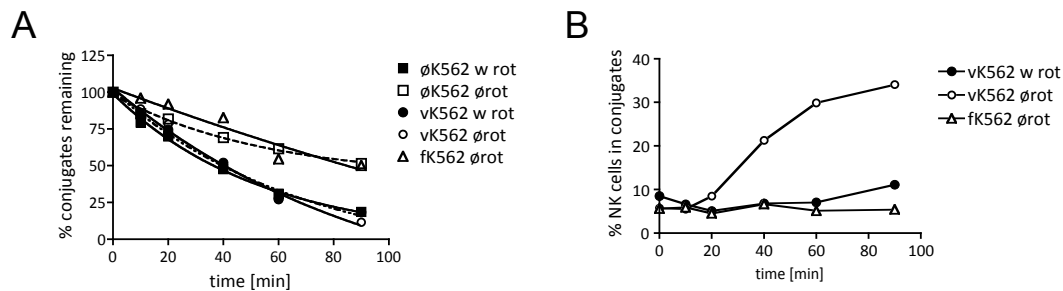 A
% conjugates remaining
125
100
75
50
25
0
0 20 40 60 80 100
time [min]
øK562 w rot
øK562 ørot
vK562 w rot
vK562 ørot
fK562 ørot
B
% NK cells in conjugates
40
30
20
10
0
0 20 40 60 80 100
time [min]
vK562 w rot
vK562 ørot
fK562 ørot